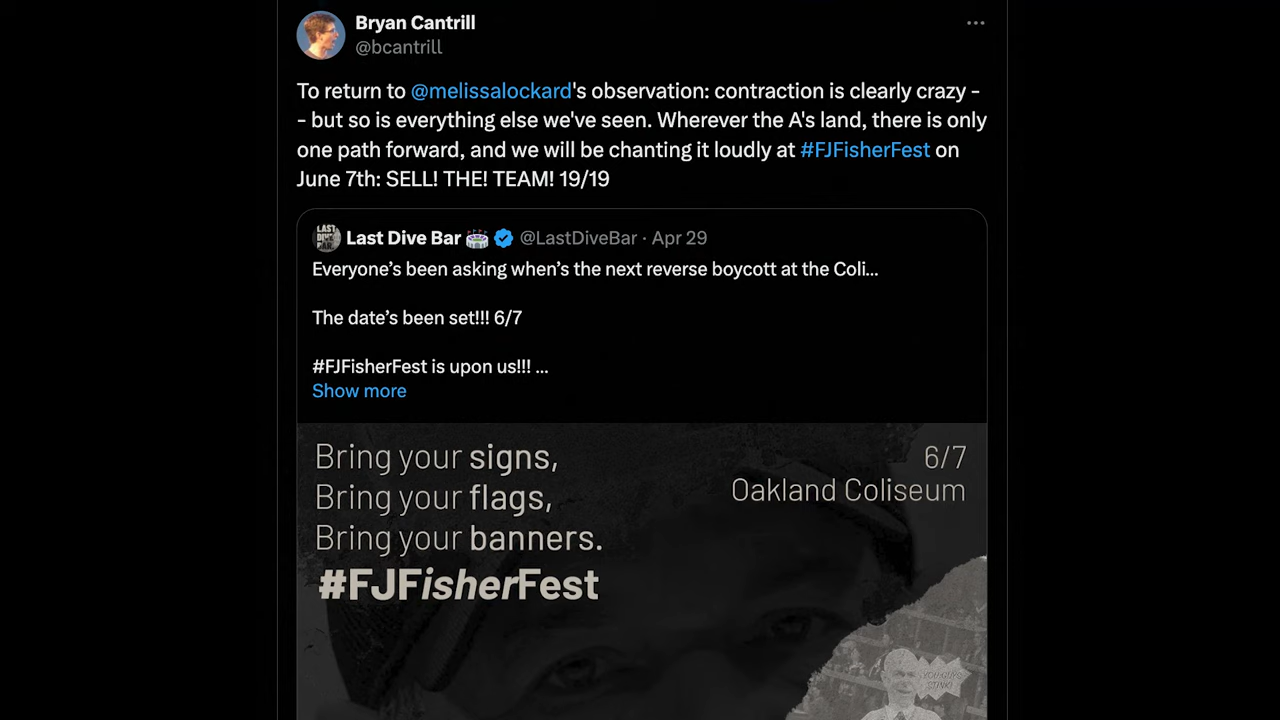 Bryan Cantrill
@bcantrill
To return to @melissalockard's observation: contraction is clearly crazy -
- but so is everything else we've seen. Wherever the A's land, there is only
one path forward, and we will be chanting it loudly at #FJFisherFest on
June 7th: SELL! THE! TEAM! 19/19
LAST DIVE BAR.
Last Dive Bar @LastDiveBar · Apr 29
Everyone’s been asking when’s the next reverse boycott at the Coli...
The date’s been set!!! 6/7
#FJFisherFest is upon us!!! ...
Show more
Bring your signs,
Bring your flags,
Bring your banners.
#FJFisherFest
6/7
Oakland Coliseum